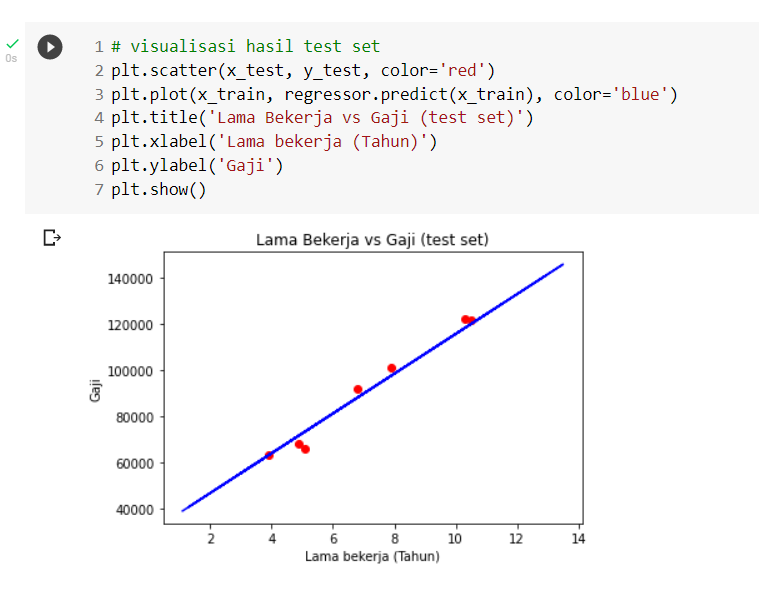 0s
1 # visualisasi hasil test set
2 plt.scatter(x_test, y_test, color='red')
3 plt.plot(x_train, regressor.predict(x_train), color='blue')
4 plt.title('Lama Bekerja vs Gaji (test set)')
5 plt.xlabel('Lama bekerja (Tahun)')
6 plt.ylabel('Gaji')
7 plt.show()
Lama Bekerja vs Gaji (test set)
140000
120000
100000
80000
60000
40000
Gaji
2 4 6 8 10 12 14
Lama bekerja (Tahun)